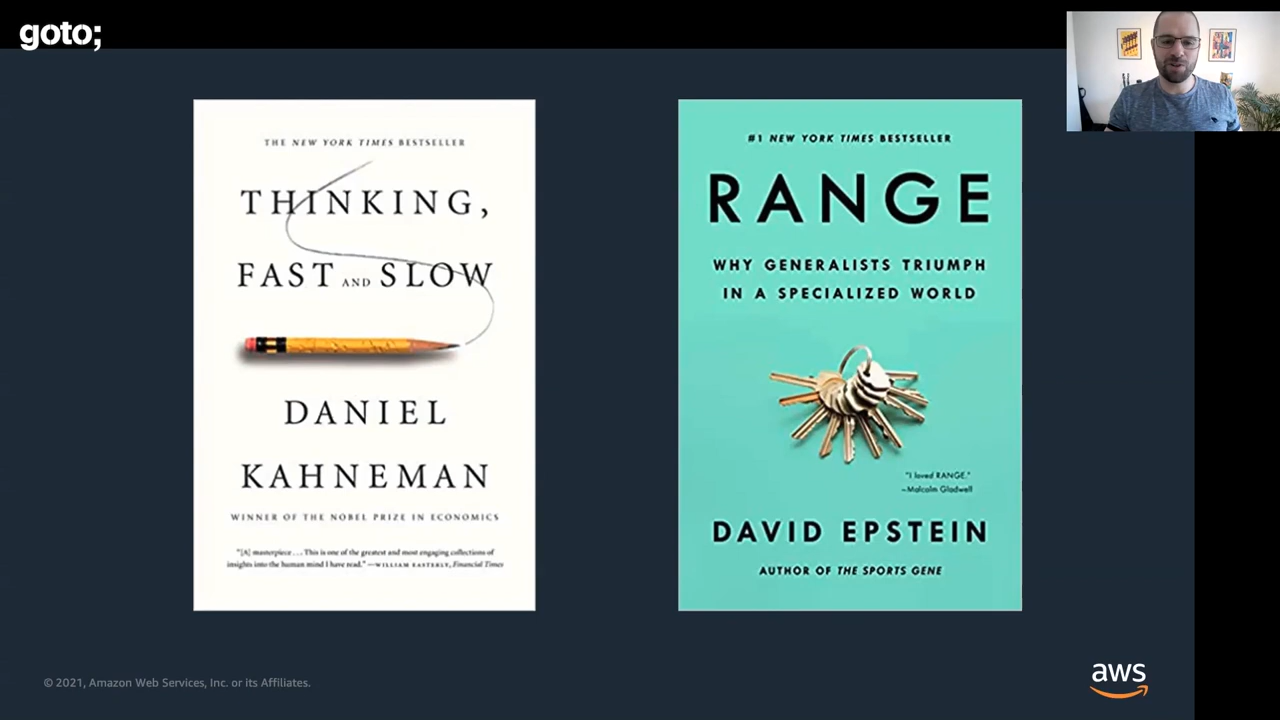 goto;
THE NEW YORK TIMES BESTSELLER
THINKING,
FAST AND SLOW
DANIEL
KAHNEMAN
WINNER OF THE NOBEL PRIZE IN ECONOMICS
"[A] masterpiece . . . This is one of the greatest and most engaging collections of
insights into the human mind I have read." —WILLIAM EASTERLY, Financial Times
#1 NEW YORK TIMES BESTSELLER
RANGE
WHY GENERALISTS TRIUMPH
IN A SPECIALIZED WORLD
"I loved RANGE."
—Malcolm Gladwell
DAVID EPSTEIN
AUTHOR OF THE SPORTS GENE
© 2021, Amazon Web Services, Inc. or its Affiliates.
aws